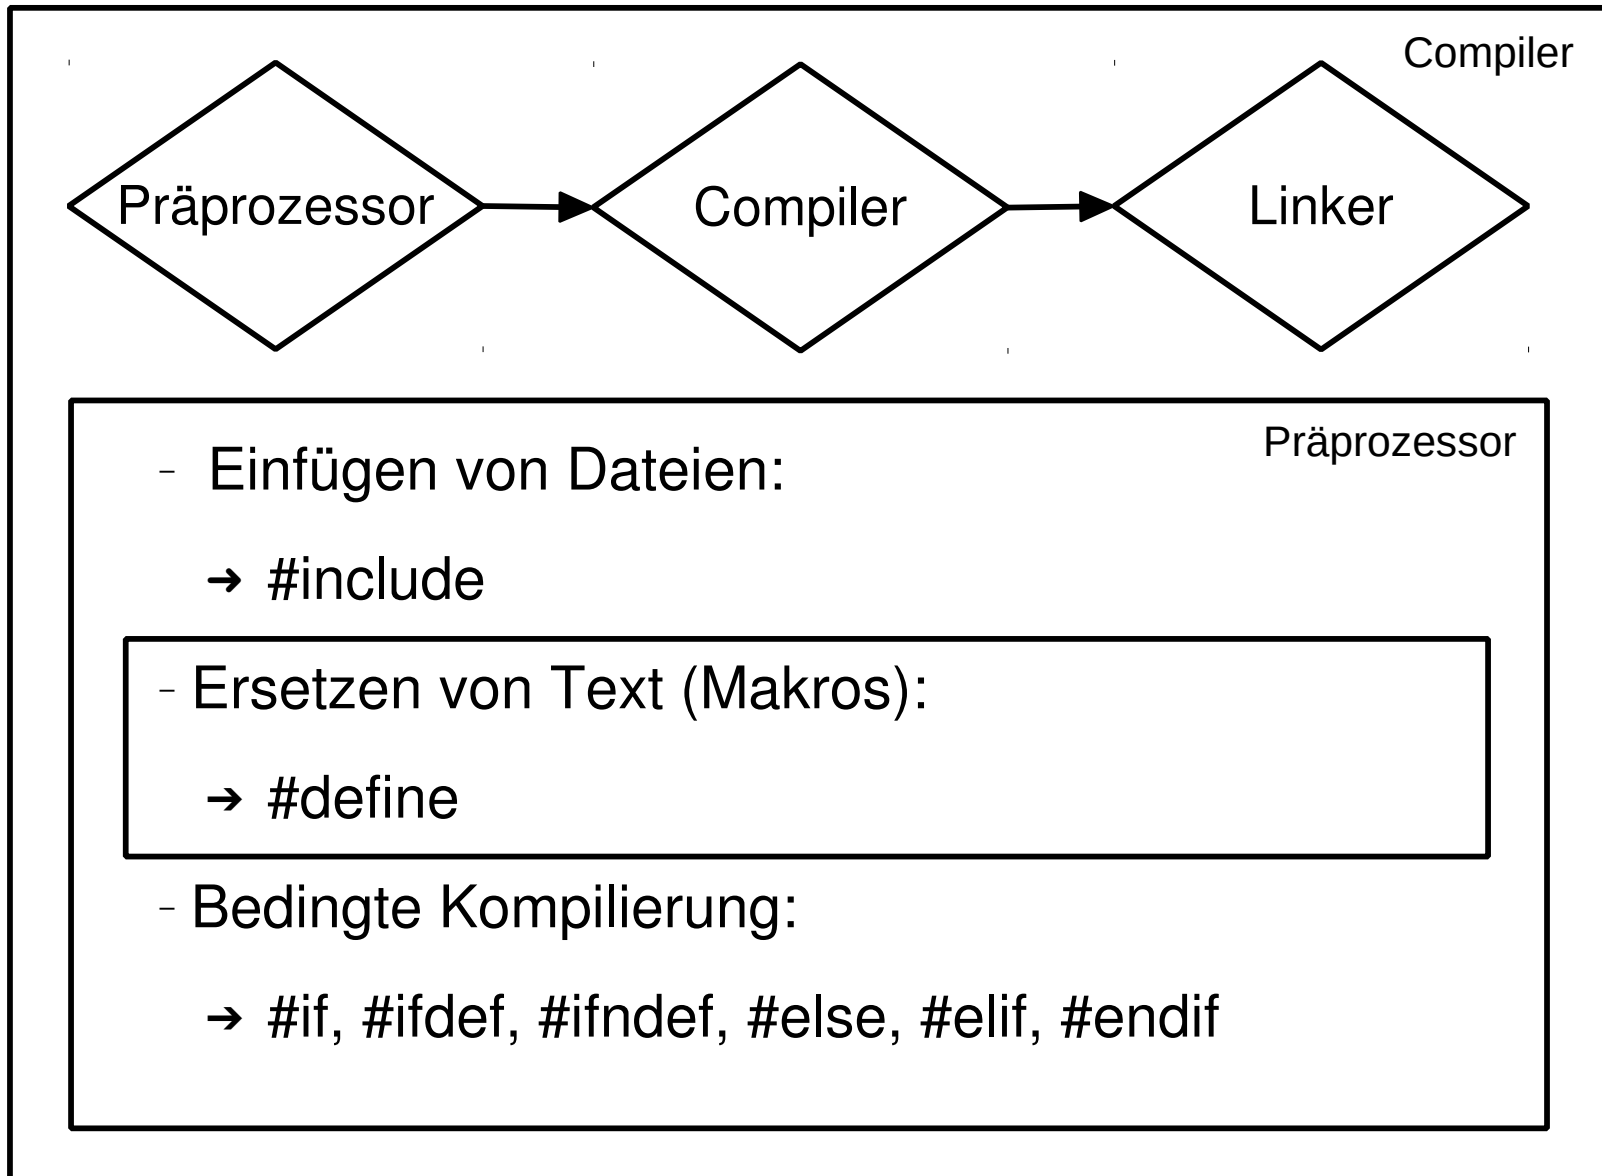 Compiler
Präprozessor
Compiler
Linker
Präprozessor
- Einfügen von Dateien:
➔ #include
- Ersetzen von Text (Makros):
➔ #define
- Bedingte Kompilierung:
➔ #if, #ifdef, #ifndef, #else, #elif, #endif